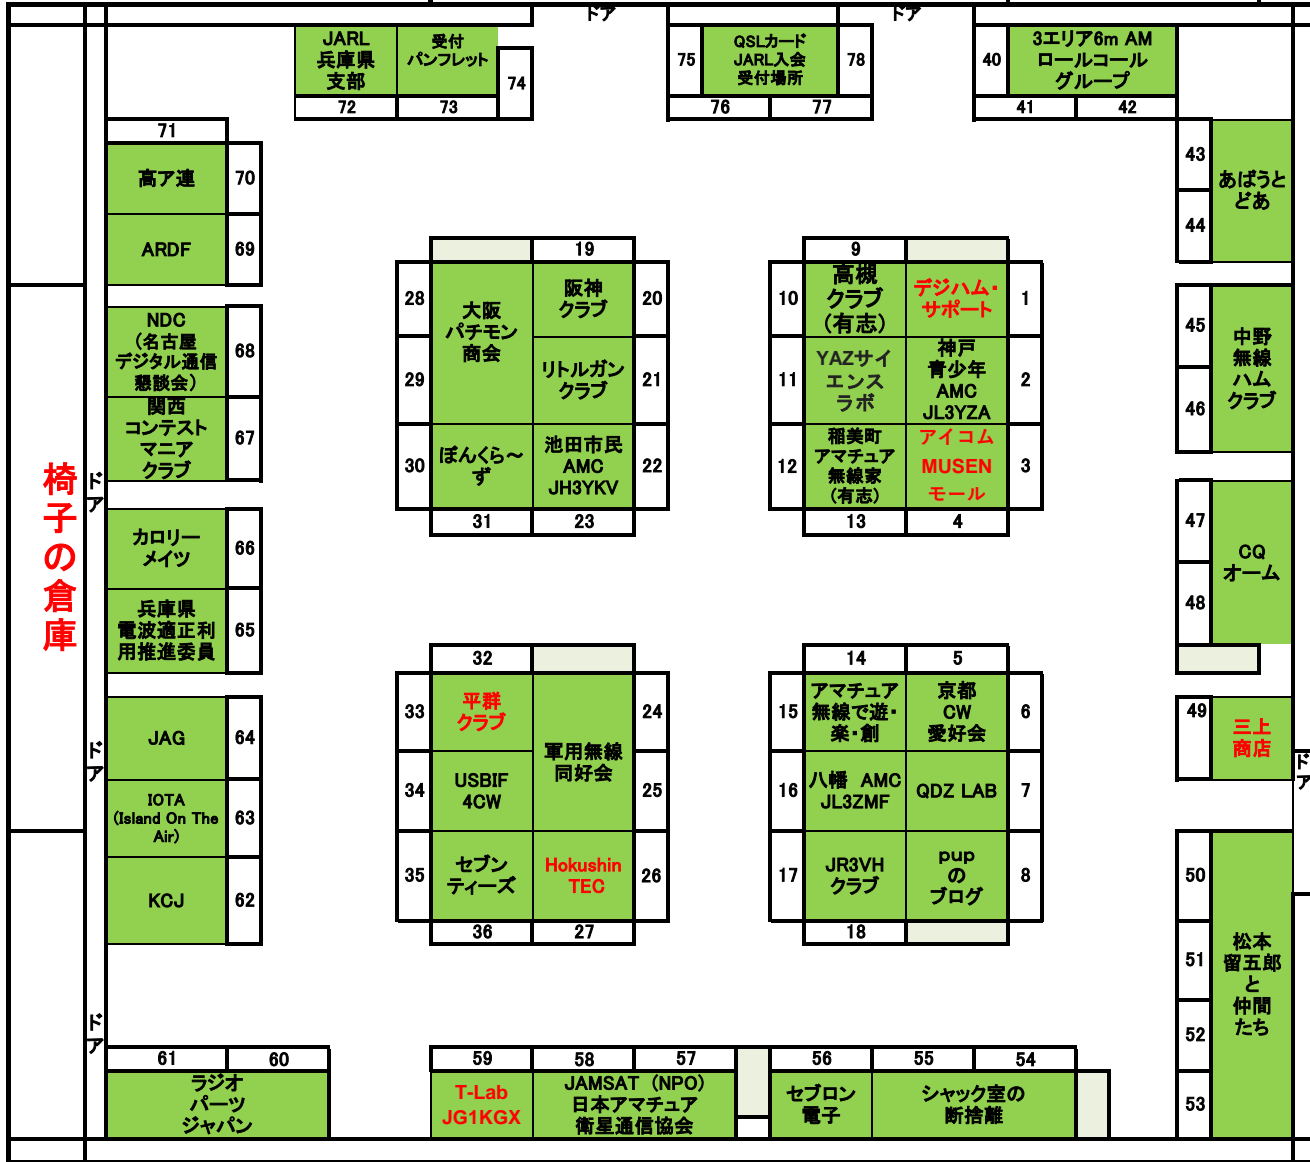 ドア
ドア
JARL
兵庫県
支部
受付
パンフレット
74
72
73
75
QSLカード
JARL入会
受付場所
78
76
77
40
3エリア6m AM
ロールコール
グループ
41
42
71
高ア連
70
ARDF
69
NDC
(名古屋
デジタル通信
懇談会)
68
関西
コンテスト
マニア
クラブ
67
カロリー
メイツ
66
兵庫県
電波適正利
用推進委員
65
JAG
64
IOTA
(Island On The
Air)
63
KCJ
62
椅子の倉庫
ドア
ドア
ドア
19
28
大阪
パチモン
商会
阪神
クラブ
20
29
リトルガン
クラブ
21
30
ぼんくら~
ず
池田市民
AMC
JH3YKV
22
31
23
9
10
高槻
クラブ
(有志)
デジハム・
サポート
1
11
YAZサイ
エンス
ラボ
神戸
青少年
AMC
JL3YZA
2
12
稲美町
アマチュア
無線家
(有志)
アイコム
MUSEN
モール
3
13
4
43
44
あばうと
どあ
45
46
中野
無線
ハム
クラブ
47
48
CQ
オーム
49
三上
商店
ドア
50
51
52
53
松本
留五郎
と
仲間
たち
32
33
平群
クラブ
軍用無線
同好会
24
34
USBIF
4CW
25
35
セブン
ティーズ
Hokushin
TEC
26
36
27
14
5
15
アマチュア
無線で遊・
楽・創
京都
CW
愛好会
6
16
八幡 AMC
JL3ZMF
QDZ LAB
7
17
JR3VH
クラブ
pup
の
ブログ
8
18
61
60
ラジオ
パーツ
ジャパン
59
58
57
T-Lab
JG1KGX
JAMSAT (NPO)
日本アマチュア
衛星通信協会
56
55
54
セブロン
電子
シャック室の
断捨離